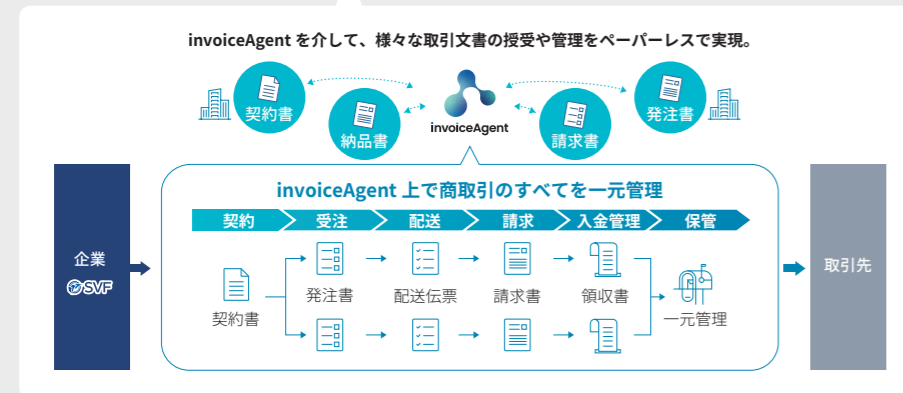 invoiceAgent を介して、様々な取引文書の授受や管理をペーパーレスで実現。
契約書
納品書
invoiceAgent
請求書
発注書
invoiceAgent 上で商取引のすべてを一元管理
契約
受注
配送
請求
入金管理
保管
企業
SVF
契約書
発注書
配送伝票
請求書
領収書
一元管理
取引先